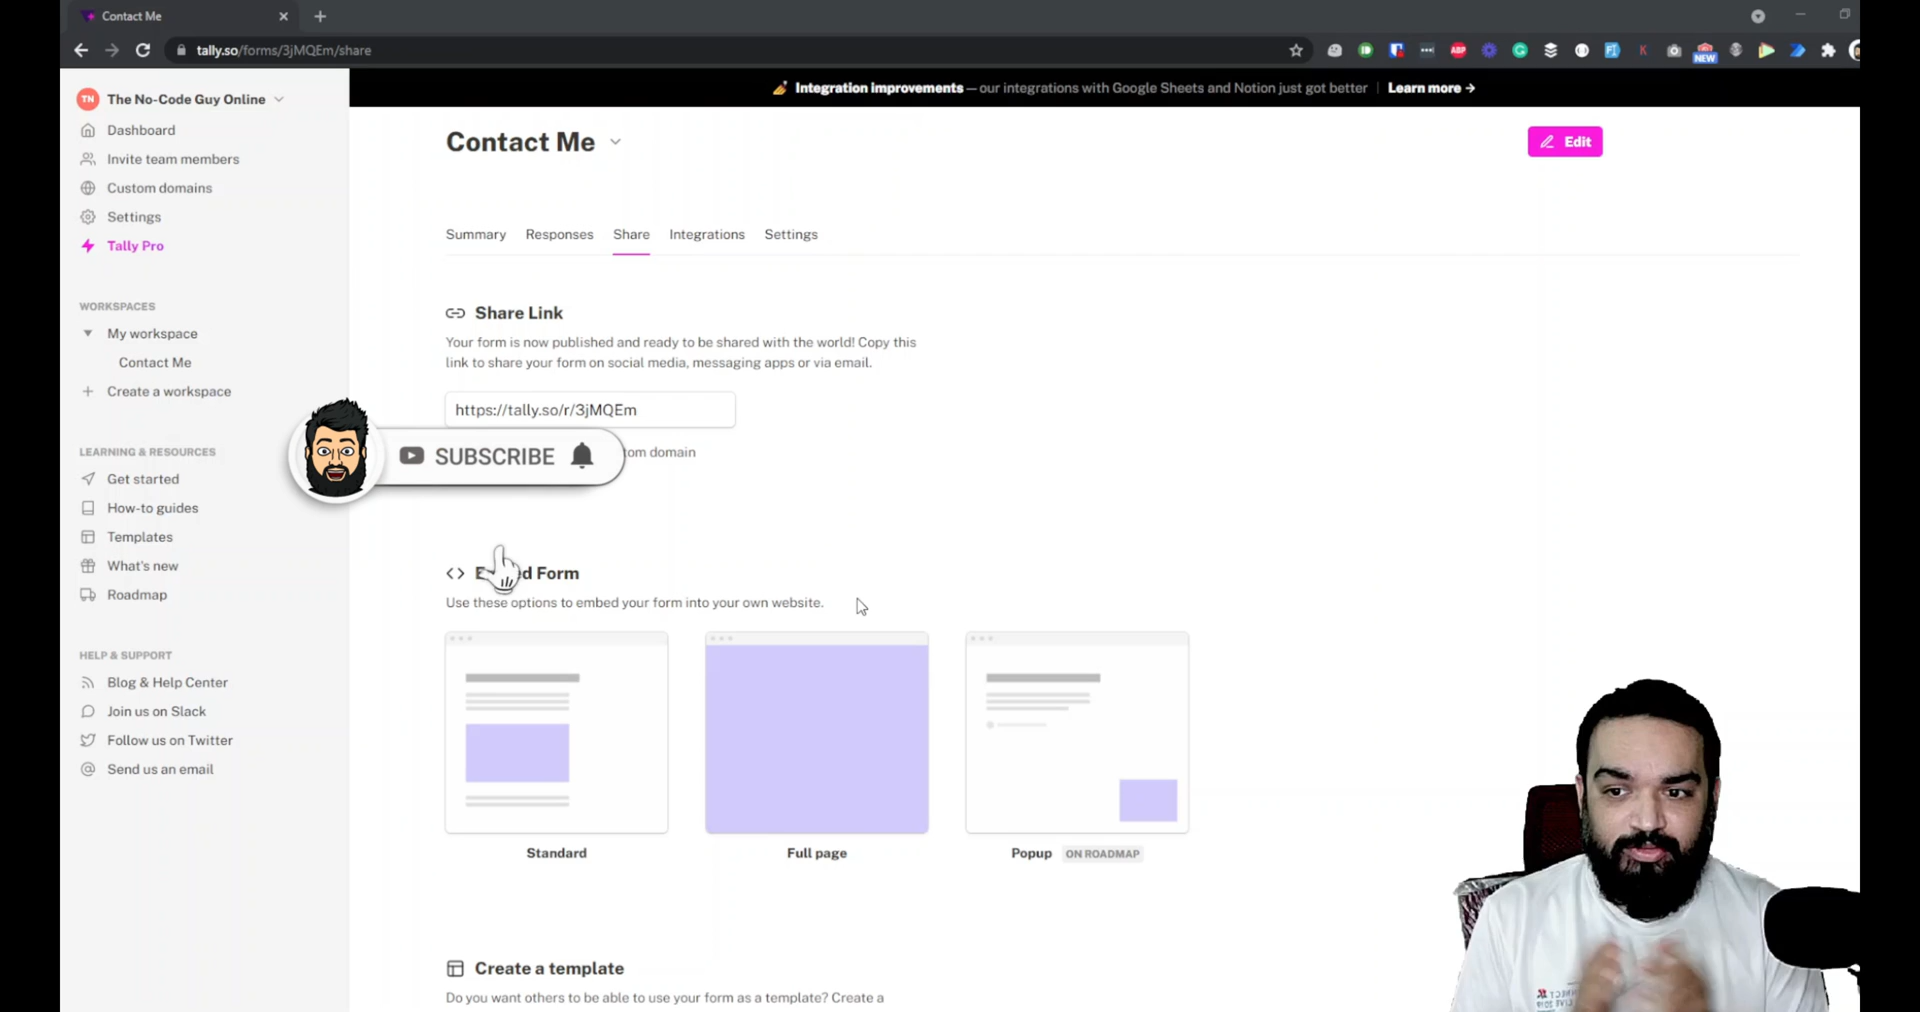 Contact Me
tally.so/forms/3jMQEm/share
ABP
K
NEW
TN The No-Code Guy Online
Dashboard
Invite team members
Custom domains
Settings
Tally Pro
WORKSPACES
My workspace
Contact Me
Create a workspace
LEARNING & RESOURCES
Get started
How-to guides
Templates
What's new
Roadmap
HELP & SUPPORT
Blog & Help Center
Join us on Slack
Follow us on Twitter
Send us an email
Integration improvements — our integrations with Google Sheets and Notion just got better | Learn more →
Contact Me
Edit
Summary Responses Share Integrations Settings
Share Link
Your form is now published and ready to be shared with the world! Copy this
link to share your form on social media, messaging apps or via email.
https://tally.so/r/3jMQEm
domain
SUBSCRIBE
Form
Use these options to embed your form into your own website.
Standard
Full page
Popup ON ROADMAP
Create a template
Do you want others to be able to use your form as a template? Create a